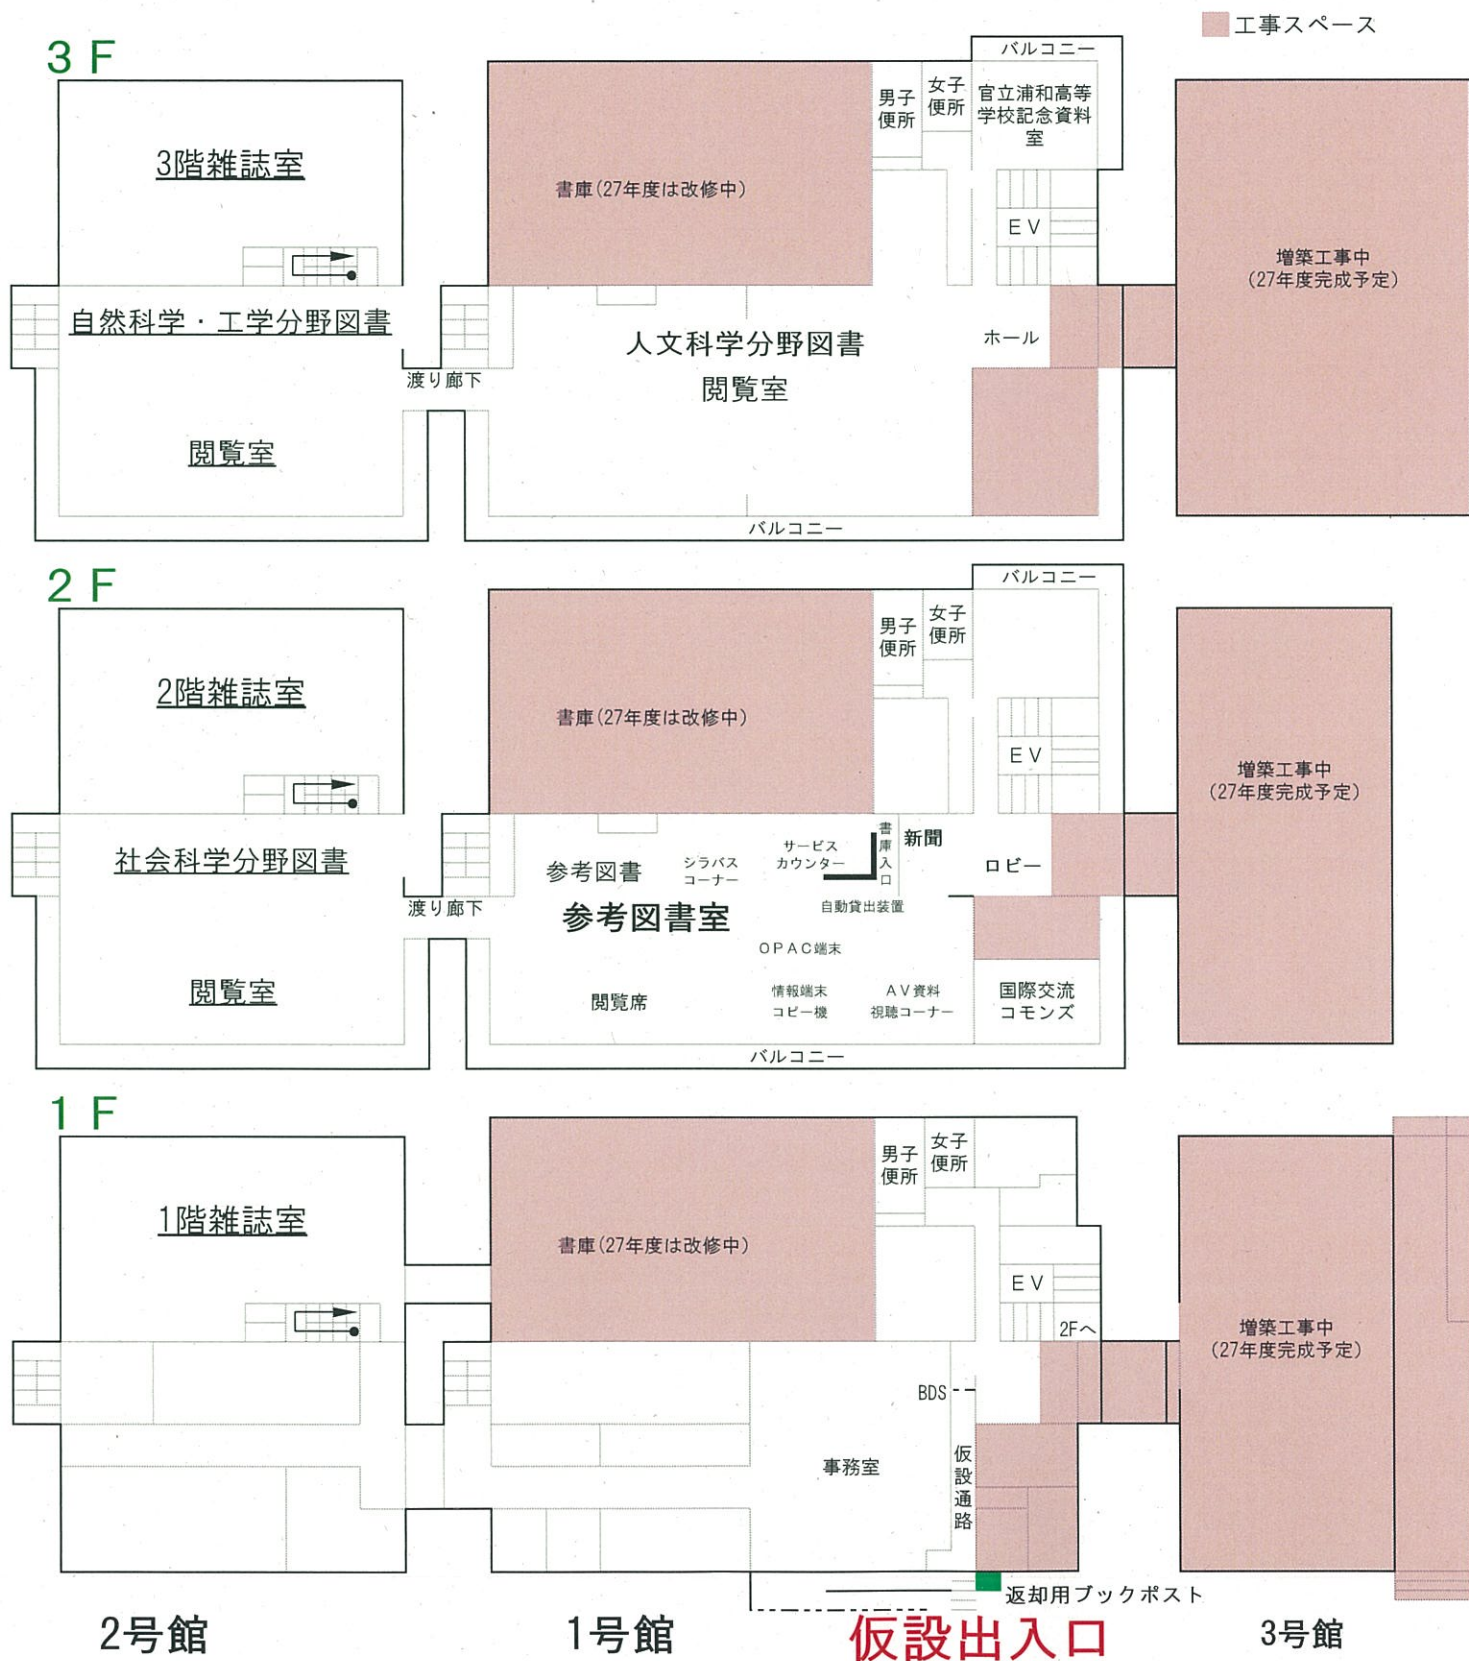 工事スペース
3F
バルコニー
3階雑誌室
書庫(27年度は改修中)
男子
便所
女子
便所
官立浦和高等
学校記念資料
室
EV
増築工事中
(27年度完成予定)
自然科学・工学分野図書
人文科学分野図書
閲覧室
ホール
渡り廊下
閲覧室
バルコニー
2F
バルコニー
2階雑誌室
書庫(27年度は改修中)
男子
便所
女子
便所
EV
増築工事中
(27年度完成予定)
社会科学分野図書
参考図書
シラバス
コーナー
サービス
カウンター
書庫入口
新聞
ロビー
渡り廊下
参考図書室
自動貸出装置
OPAC端末
閲覧室
閲覧席
情報端末
コピー機
AV資料
視聴コーナー
国際交流
コモンズ
バルコニー
1F
1階雑誌室
書庫(27年度は改修中)
男子
便所
女子
便所
EV
2Fへ
増築工事中
(27年度完成予定)
BDS
事務室
仮設通路
返却用ブックポスト
2号館
1号館
仮設出入口
3号館